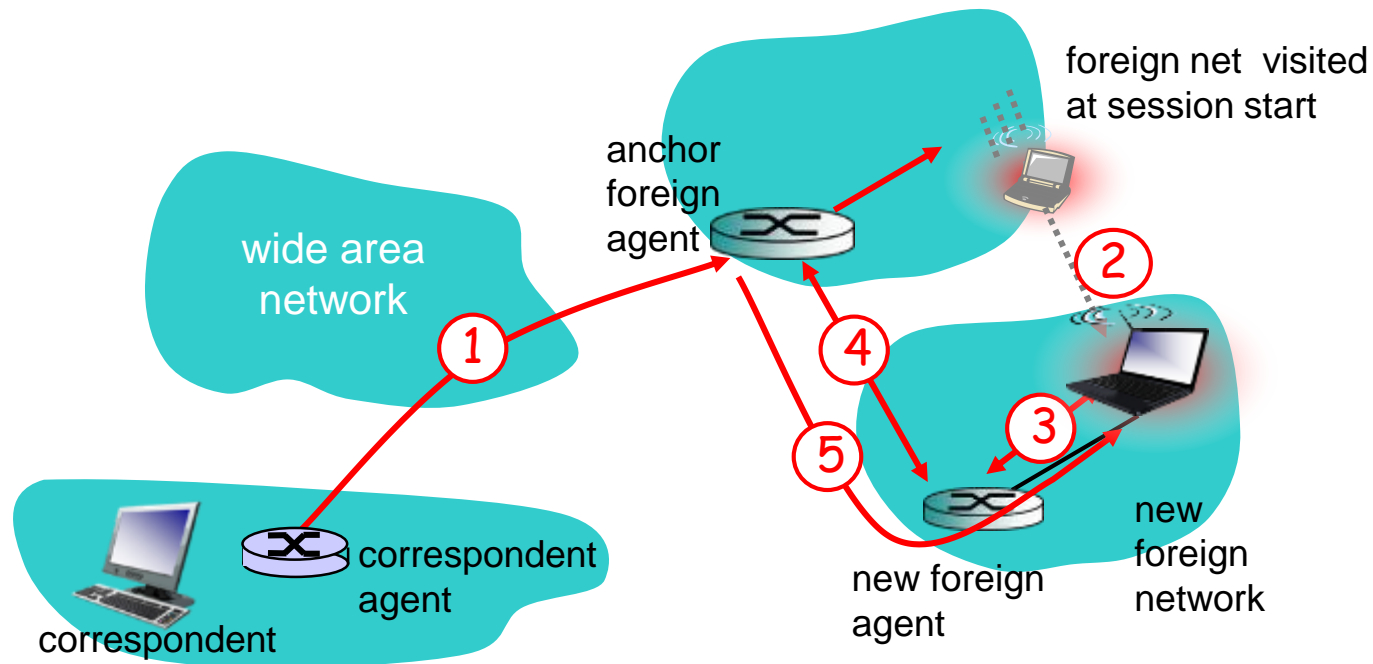 foreign net visited
at session start
anchor
foreign
agent
wide area
network
2
1
4
3
5
correspondent
agent
correspondent
new foreign
agent
new
foreign
network